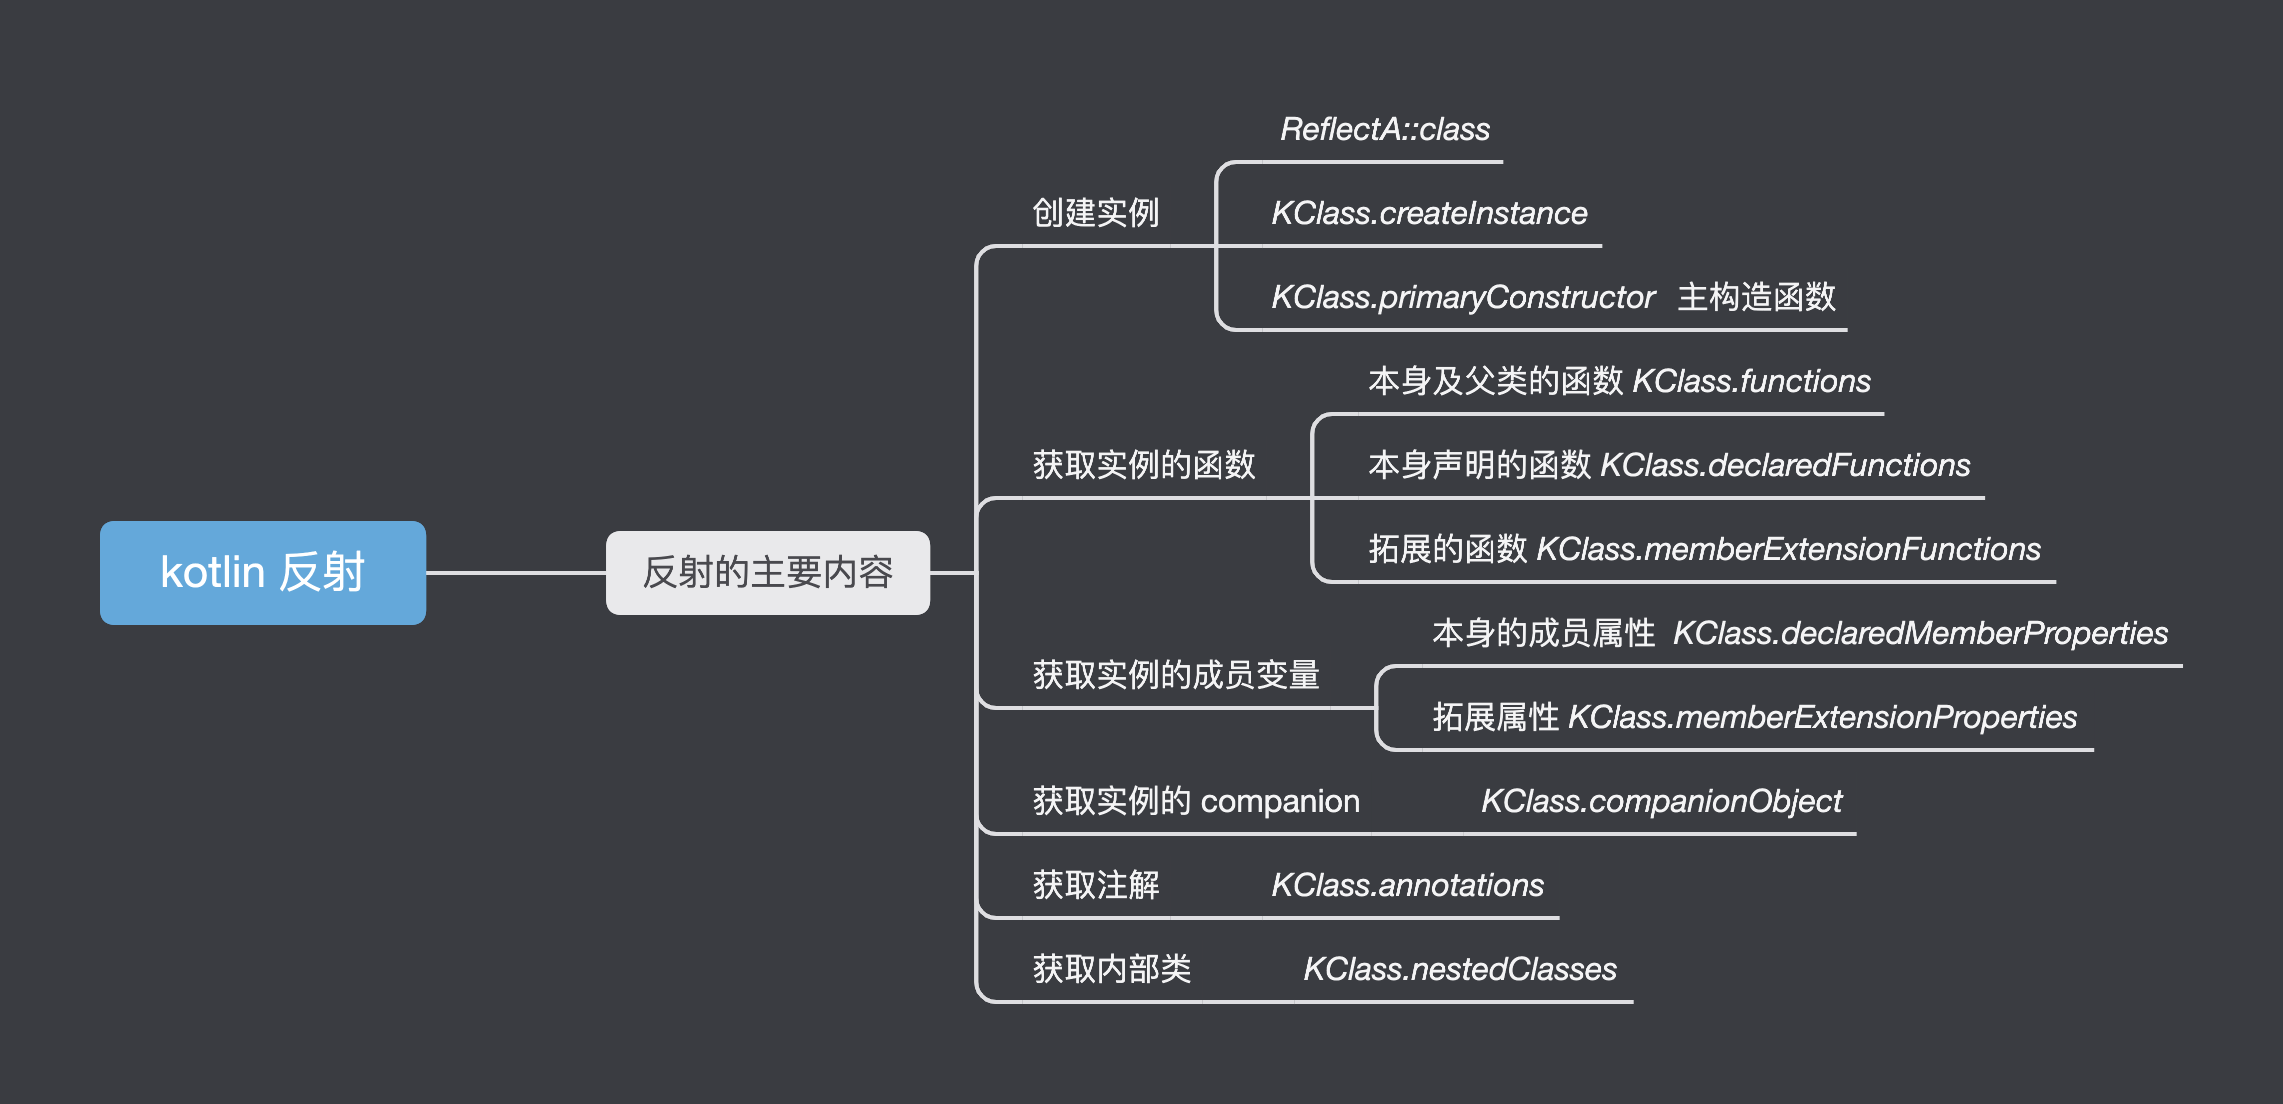 kotlin 反射
反射的主要内容
创建实例
ReflectA::class
KClass.createInstance
KClass.primaryConstructor 主构造函数
获取实例的函数
本身及父类的函数 KClass.functions
本身声明的函数 KClass.declaredFunctions
拓展的函数 KClass.memberExtensionFunctions
获取实例的成员变量
本身的成员属性 KClass.declaredMemberProperties
拓展属性 KClass.memberExtensionProperties
获取实例的 companion
KClass.companionObject
获取注解
KClass.annotations
获取内部类
KClass.nestedClasses